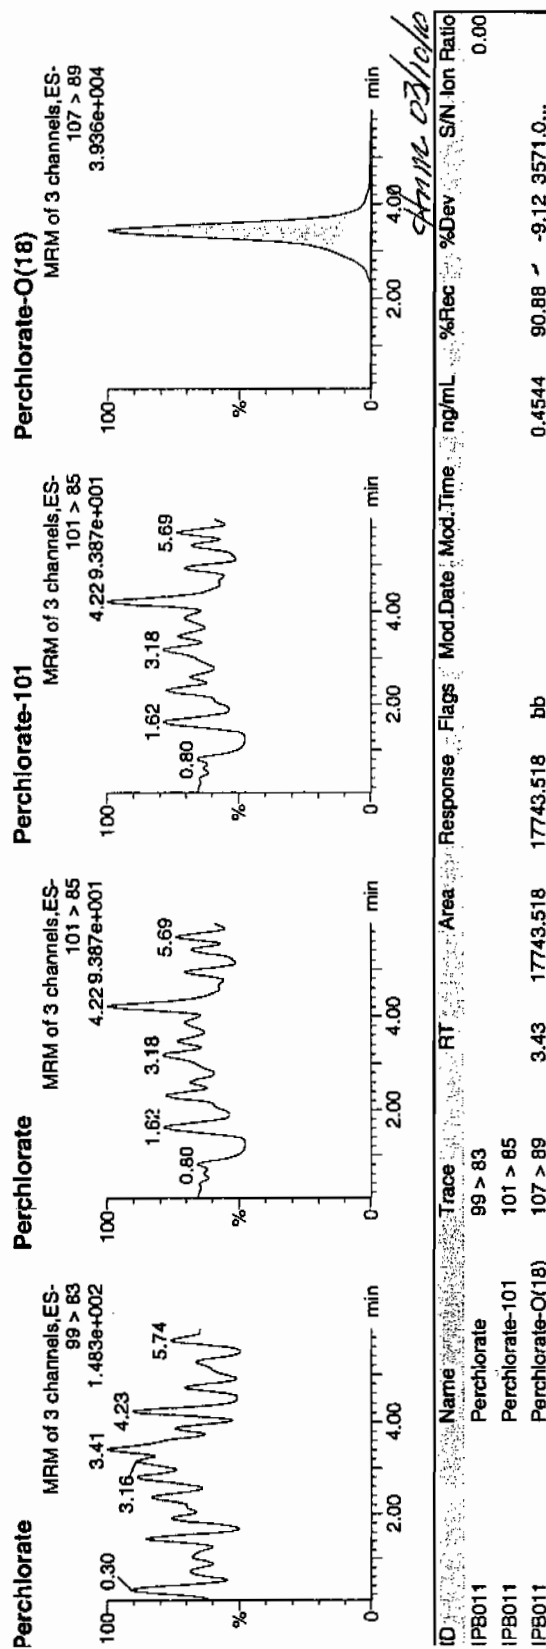 Perchlorate
MRM of 3 channels,ES-
99 > 83
1.483e+002
100
%
0
0.30
3.16
3.41
4.23
5.74
2.00
4.00
min
Perchlorate
MRM of 3 channels,ES-
101 > 85
4.22 9.387e+001
100
%
0
0.80
1.62
3.18
5.69
2.00
4.00
min
Perchlorate-101
MRM of 3 channels,ES-
101 > 85
4.22 9.387e+001
100
%
0
0.80
1.62
3.18
5.69
2.00
4.00
min
Perchlorate-O(18)
MRM of 3 channels,ES-
107 > 89
3.936e+004
100
%
0
2.00
4.00
min
03/10/10
ID Name Trace RT Area Response Flags Mod.Date Mod.Time ng/mL %Rec %Dev S/N Ion Ratio
IPB011 Perchlorate 99 > 83 0.00
IPB011 Perchlorate-101 101 > 85
IPB011 Perchlorate-O(18) 107 > 89 3.43 17743.518 17743.518 bb 0.4544 90.88 -9.12 3571.0...